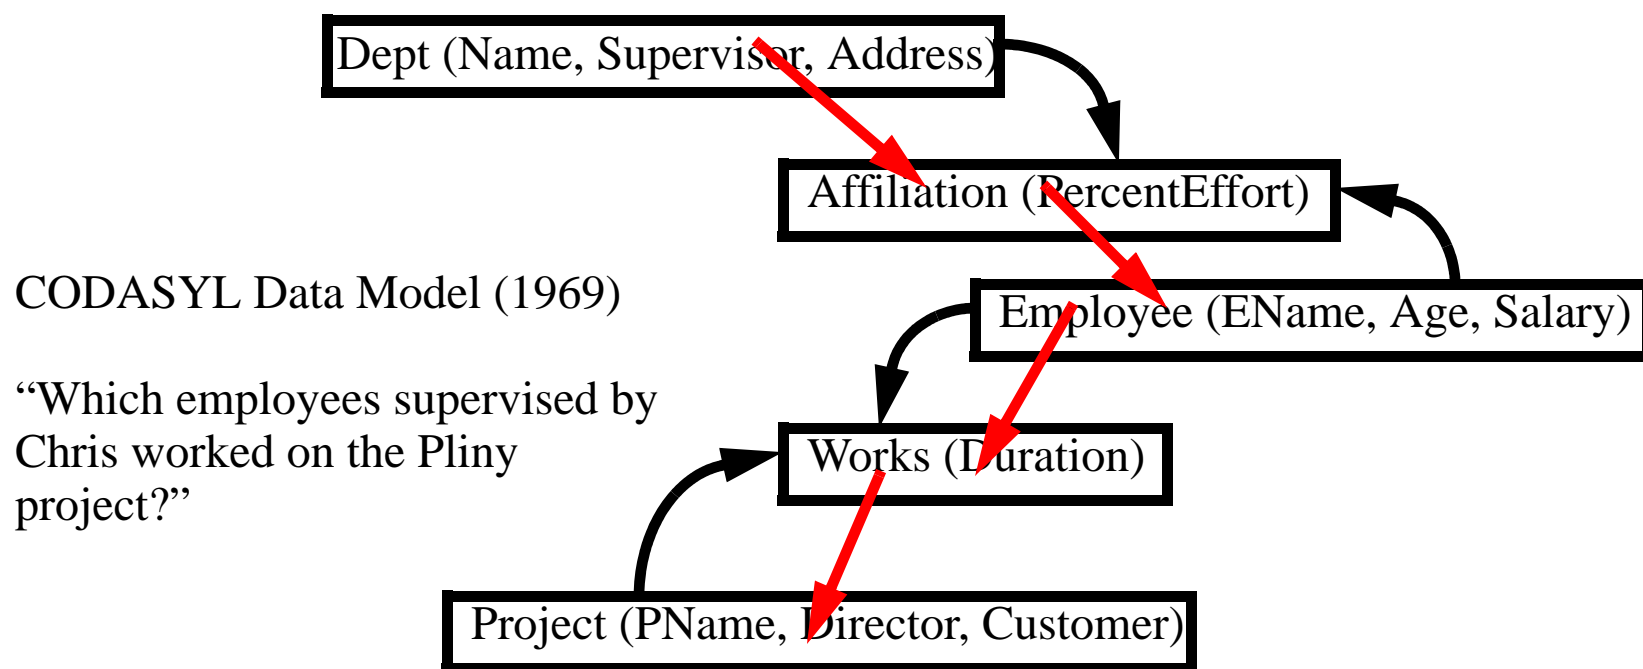 Dept (Name, Supervisor, Address)
Affiliation (PercentEffort)
CODASYL Data Model (1969)
Employee (EName, Age, Salary)
“Which employees supervised by
Chris worked on the Pliny
project?”
Works (Duration)
Project (PName, Director, Customer)